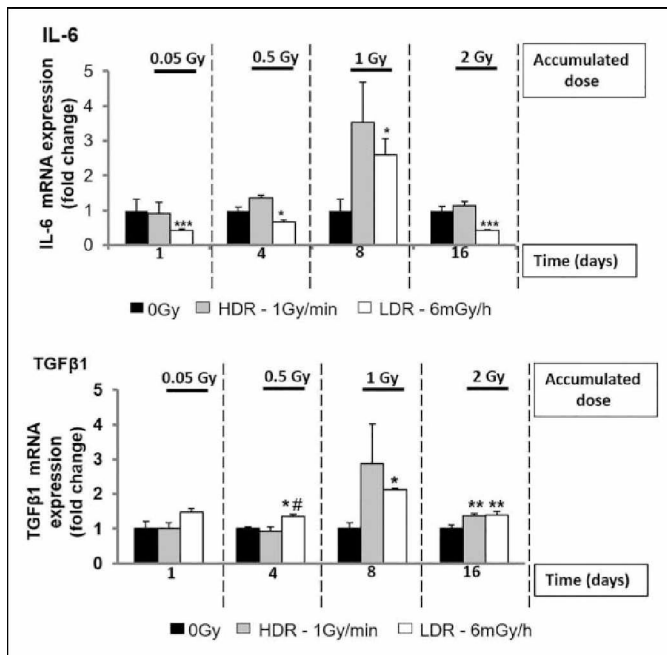 IL-6
0.05 Gy 0.5 Gy 1 Gy 2 Gy
Accumulated
dose
IL-6 mRNA expression
(fold change)
5
4
3
2
1
0
*** * * ***
1 4 8 16
Time (days)
0Gy HDR - 1Gy/min LDR - 6mGy/h
TGFβ1
0.05 Gy 0.5 Gy 1 Gy 2 Gy
Accumulated
dose
TGFβ1 mRNA
expression
(fold change)
5
4
3
2
1
0
*# * ** **
1 4 8 16
Time (days)
0Gy HDR - 1Gy/min LDR - 6mGy/h